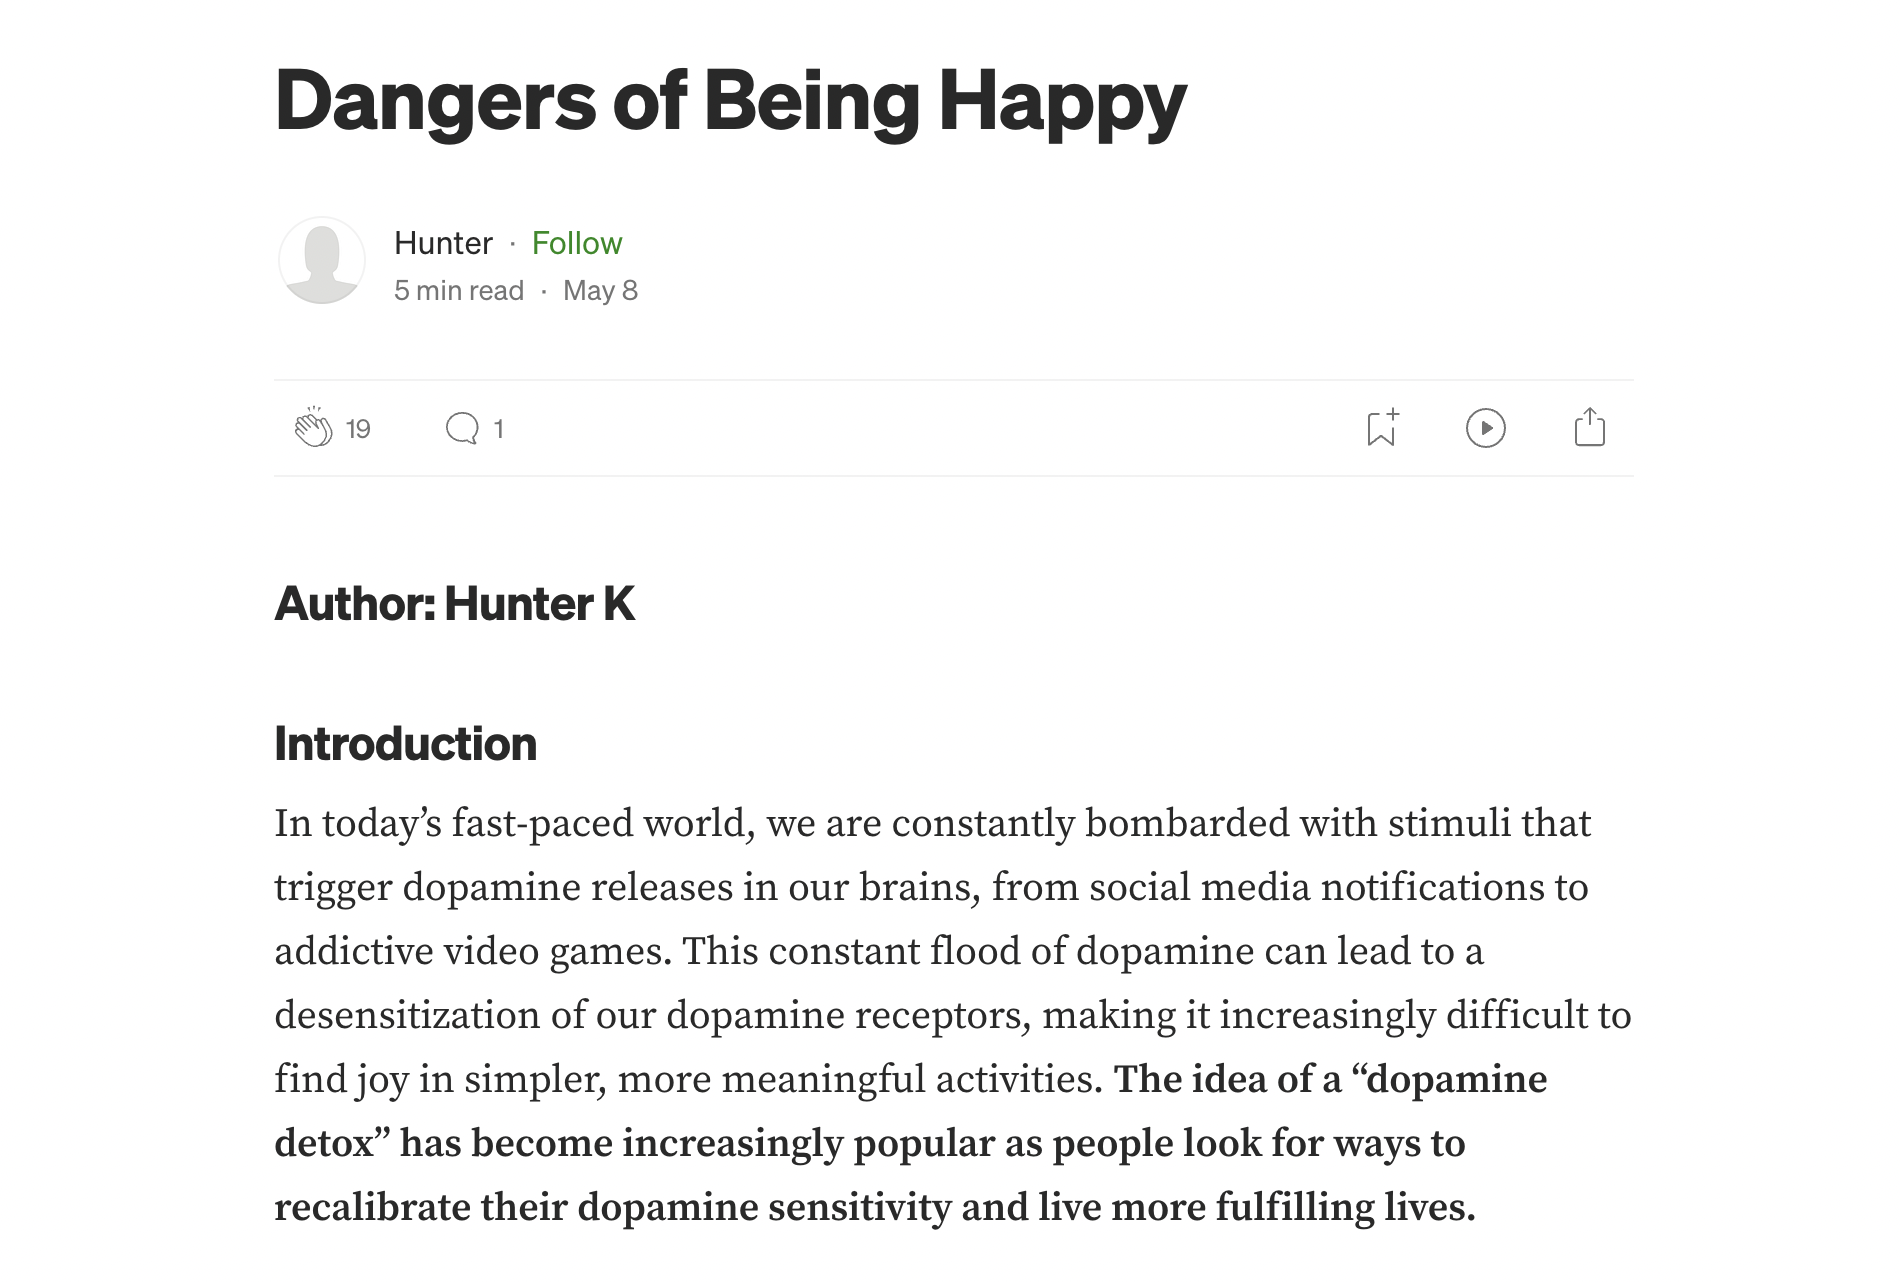 Dangers of Being Happy
Hunter · Follow
5 min read · May 8
19 1
Author: Hunter K
Introduction
In today’s fast-paced world, we are constantly bombarded with stimuli that
trigger dopamine releases in our brains, from social media notifications to
addictive video games. This constant flood of dopamine can lead to a
desensitization of our dopamine receptors, making it increasingly difficult to
find joy in simpler, more meaningful activities. The idea of a “dopamine
detox” has become increasingly popular as people look for ways to
recalibrate their dopamine sensitivity and live more fulfilling lives.